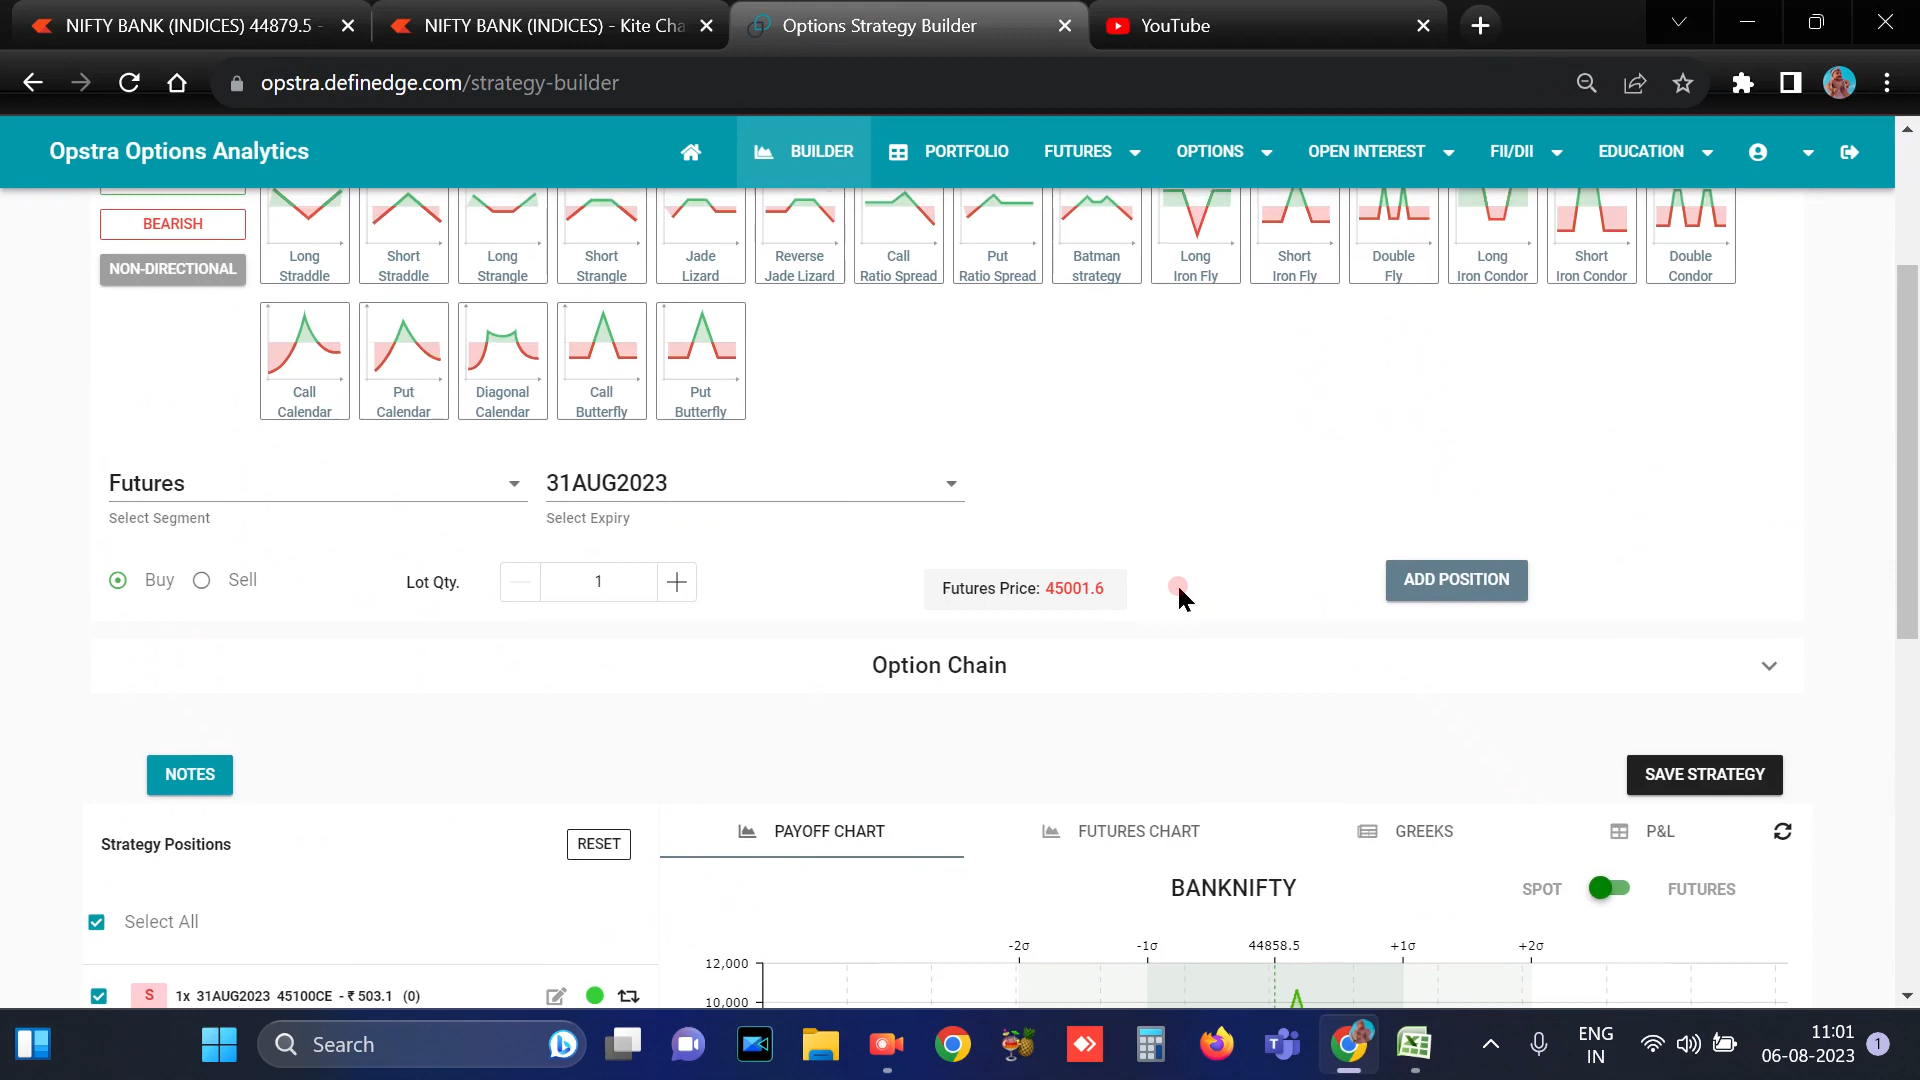 NIFTY BANK (INDICES) 44879.5 -
NIFTY BANK (INDICES) - Kite Cha
Options Strategy Builder
YouTube
opstra.definedge.com/strategy-builder
Opstra Options Analytics
BUILDER
PORTFOLIO
FUTURES
OPTIONS
OPEN INTEREST
FII/DII
EDUCATION
BEARISH
NON-DIRECTIONAL
Long Straddle
Short Straddle
Long Strangle
Short Strangle
Jade Lizard
Reverse Jade Lizard
Call Ratio Spread
Put Ratio Spread
Batman strategy
Long Iron Fly
Short Iron Fly
Double Fly
Long Iron Condor
Short Iron Condor
Double Condor
Call Calendar
Put Calendar
Diagonal Calendar
Call Butterfly
Put Butterfly
Futures
31AUG2023
Select Segment
Select Expiry
Buy
Sell
Lot Qty.
1
Futures Price: 45001.6
ADD POSITION
Option Chain
NOTES
SAVE STRATEGY
Strategy Positions
RESET
PAYOFF CHART
FUTURES CHART
GREEKS
P&L
BANKNIFTY
SPOT
FUTURES
Select All
-2σ -1σ 44858.5 +1σ +2σ
12,000
10,000
S 1x 31AUG2023 45100CE - ₹ 503.1 (0)
Search
ENG
IN
11:01
06-08-2023
1